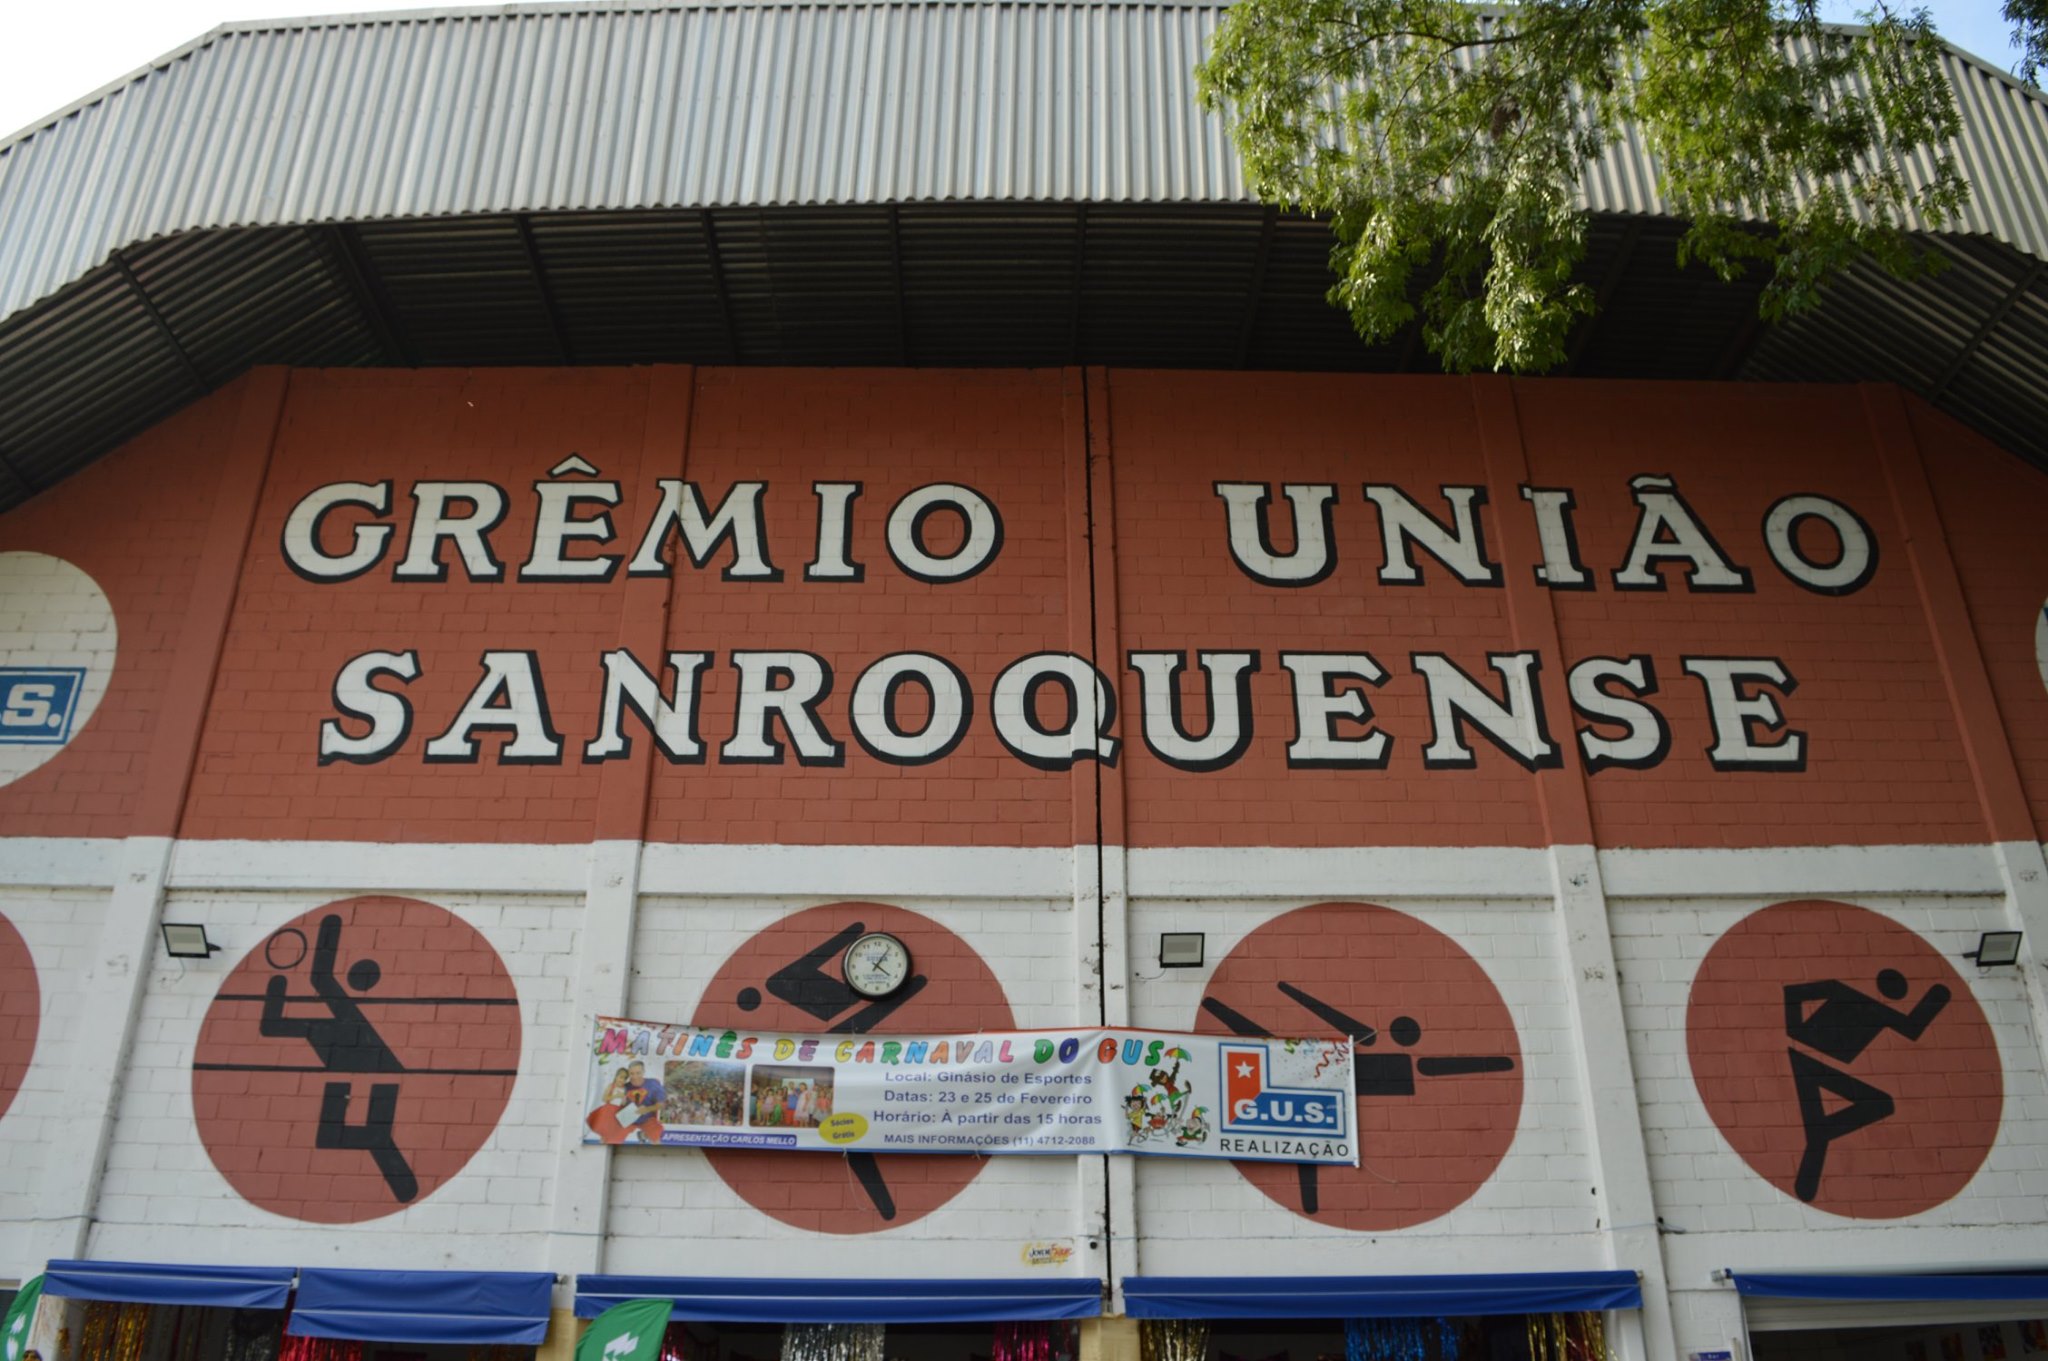 GRÊMIO UNIÃO
SANROQUENSE
.S.
MATINÊS DE CARNAVAL DO GUS
Local: Ginásio de Esportes
Datas: 23 e 25 de Fevereiro
Horário: À partir das 15 horas
MAIS INFORMAÇÕES (11) 4712-2088
APRESENTAÇÃO CARLOS MELLO
Sócios
Grátis
G.U.S.
REALIZAÇÃO